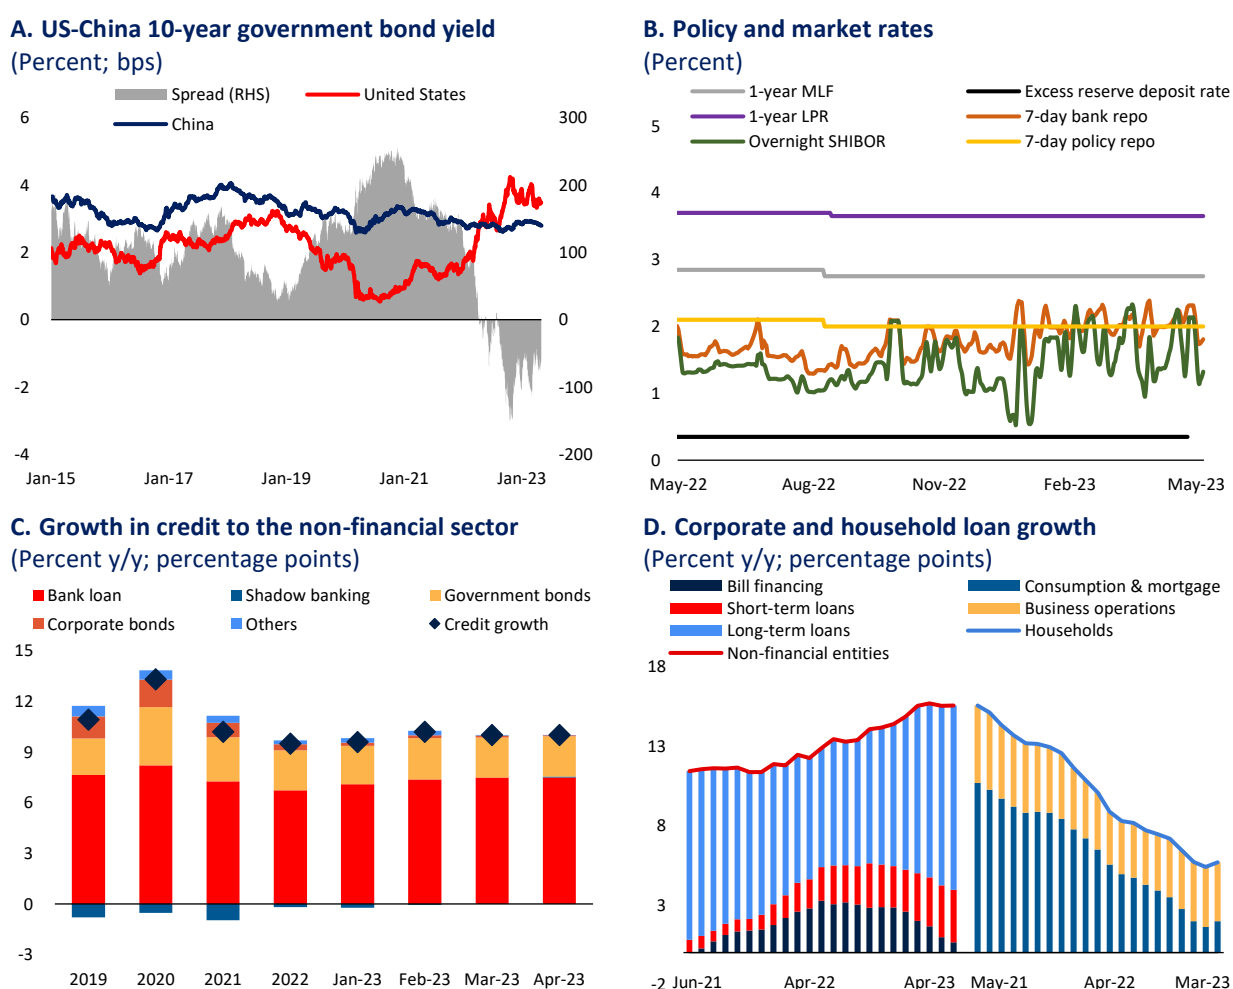 A. US-China 10-year government bond yield
(Percent; bps)
Spread (RHS)
United States
China
6
4
2
0
-2
-4
300
200
100
0
-100
-200
Jan-15
Jan-17
Jan-19
Jan-21
Jan-23
B. Policy and market rates
(Percent)
1-year MLF
Excess reserve deposit rate
1-year LPR
7-day bank repo
Overnight SHIBOR
7-day policy repo
5
4
3
2
1
0
May-22
Aug-22
Nov-22
Feb-23
May-23
C. Growth in credit to the non-financial sector
(Percent y/y; percentage points)
Bank loan
Shadow banking
Government bonds
Corporate bonds
Others
Credit growth
15
12
9
6
3
0
-3
2019
2020
2021
2022
Jan-23
Feb-23
Mar-23
Apr-23
D. Corporate and household loan growth
(Percent y/y; percentage points)
Bill financing
Consumption & mortgage
Short-term loans
Business operations
Long-term loans
Households
Non-financial entities
18
13
8
3
-2
Jun-21
Apr-22
Apr-23
May-21
Apr-22
Mar-23